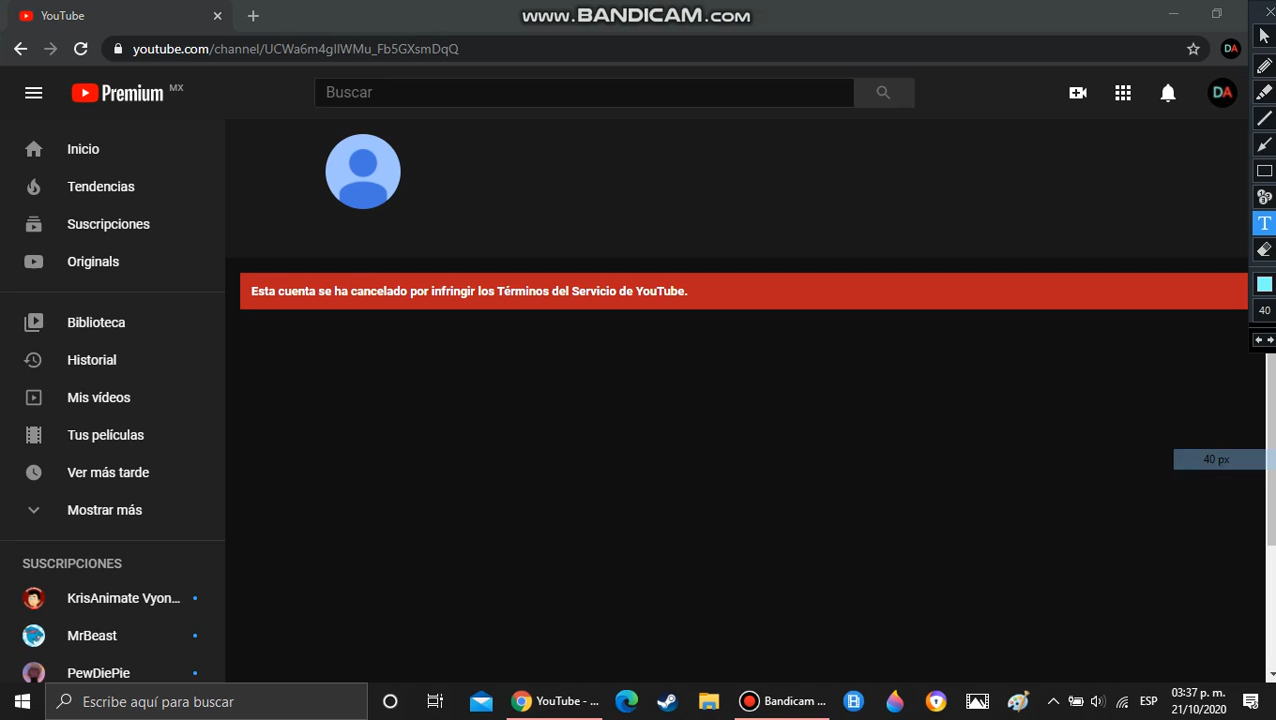 YouTube
www.BANDICAM.com
youtube.com/channel/UCWa6m4gIlWMu_Fb5GXsmDqQ
DA
Premium MX
Buscar
DA
Inicio
Tendencias
Suscripciones
Originals
Esta cuenta se ha cancelado por infringir los Términos del Servicio de YouTube.
T
40
Biblioteca
Historial
Mis vídeos
Tus películas
Ver más tarde
40 px
Mostrar más
SUSCRIPCIONES
KrisAnimate Vyon...
MrBeast
PewDiePie
Escribe aquí para buscar
YouTube - ...
Bandicam ...
ESP
03:37 p. m.
21/10/2020